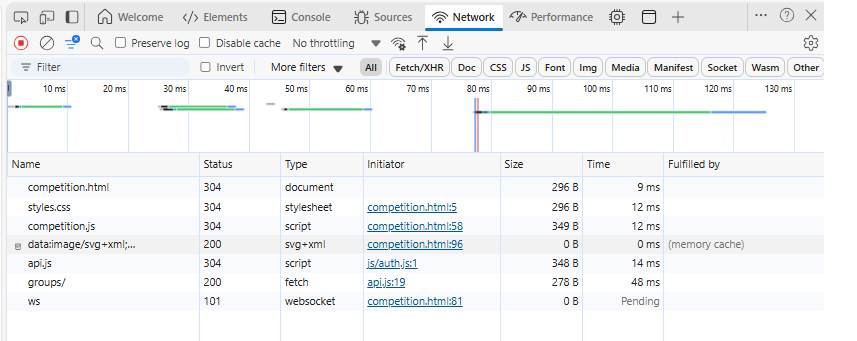 Welcome Elements Console Sources Network Performance
Preserve log Disable cache No throttling
Filter Invert More filters All Fetch/XHR Doc CSS JS Font Img Media Manifest Socket Wasm Other
10 ms 20 ms 30 ms 40 ms 50 ms 60 ms 70 ms 80 ms 90 ms 100 ms 110 ms 120 ms 130 ms
Name Status Type Initiator Size Time Fulfilled by
competition.html 304 document 296 B 9 ms
styles.css 304 stylesheet competition.html:5 296 B 12 ms
competition.js 304 script competition.html:58 349 B 12 ms
data:image/svg+xml;... 200 svg+xml competition.html:96 0 B 0 ms (memory cache)
api.js 304 script js/auth.js:1 348 B 14 ms
groups/ 200 fetch api.js:19 278 B 48 ms
ws 101 websocket competition.html:81 0 B Pending